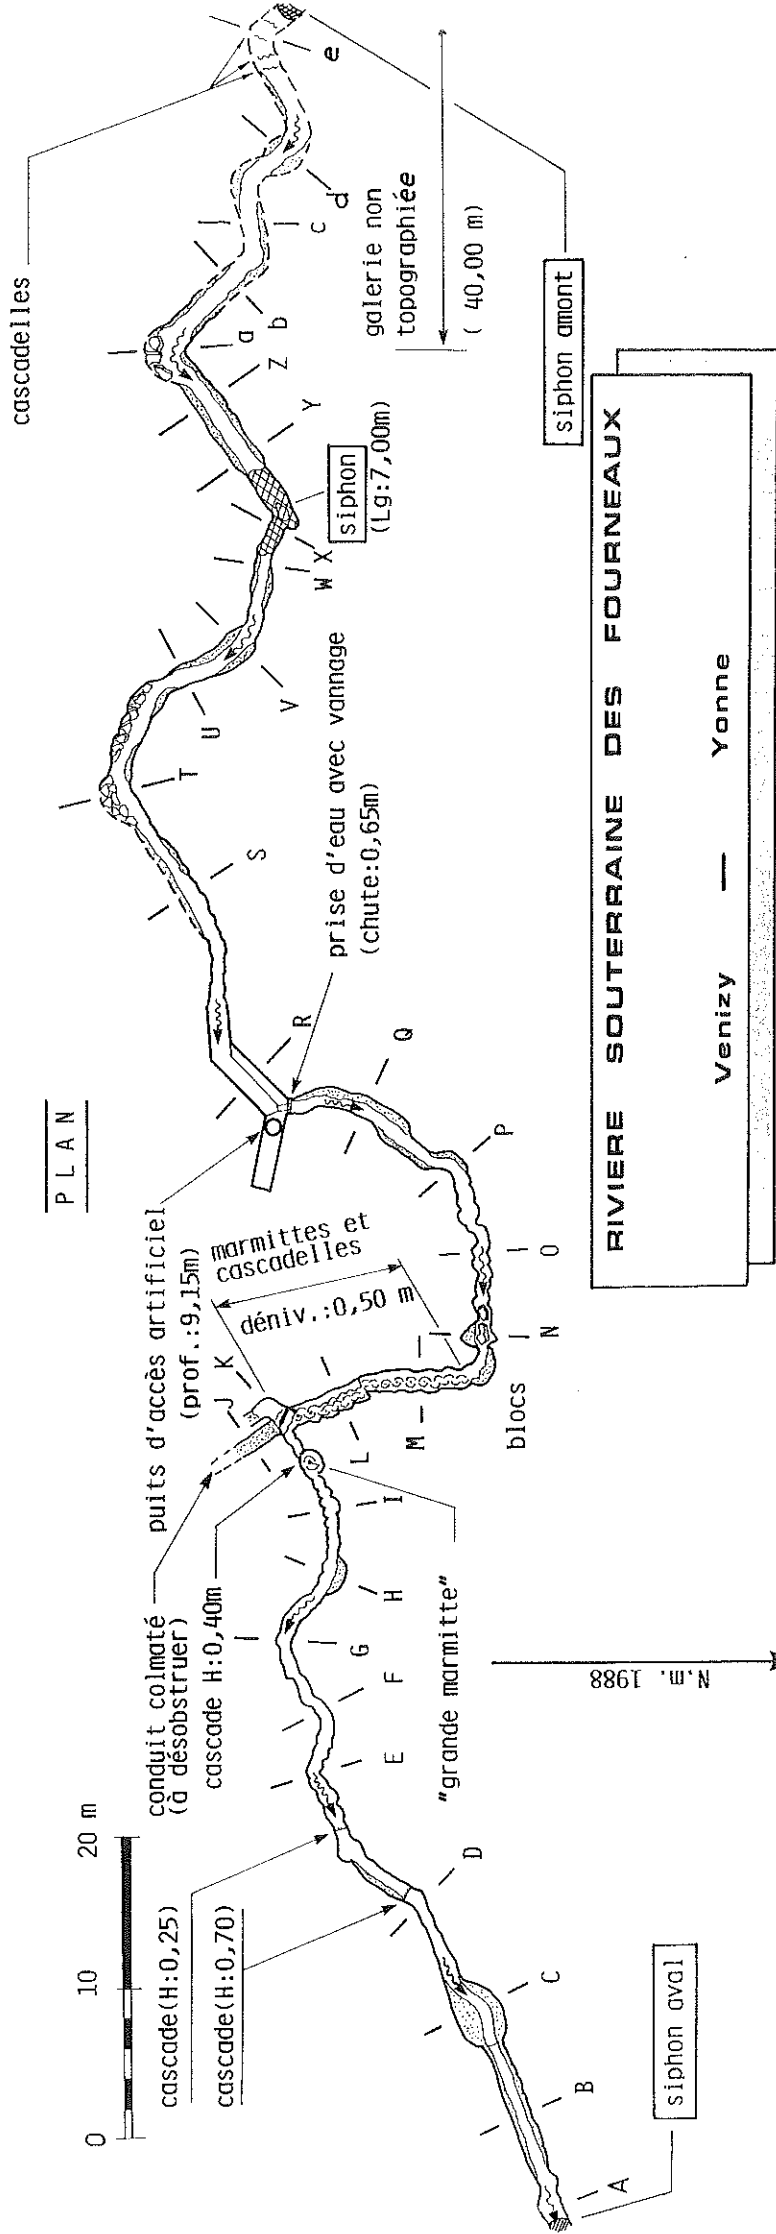 PLAN
0 10 20 m
cascade(H:0,25)
cascade(H:0,70)
conduit colmaté
(à désobstruer)
cascade H:0,40m
puits d'accès artificiel
(prof.:9,15m)
marmittes et
cascadelles
déniv.:0,50 m
prise d'eau avec vannage
(chute:0,65m)
siphon
(Lg:7,00m)
cascadelles
galerie non
topographiée
( 40,00 m)
siphon amont
siphon aval
"grande marmitte"
blocs
A
B
C
D
E
F
G
H
I
J
K
L
M
N
O
P
Q
R
S
T
U
V
W
X
Y
Z
a
b
c
d
e
N.m. 1988
RIVIERE SOUTERRAINE DES FOURNEAUX
Venizy — Yonne